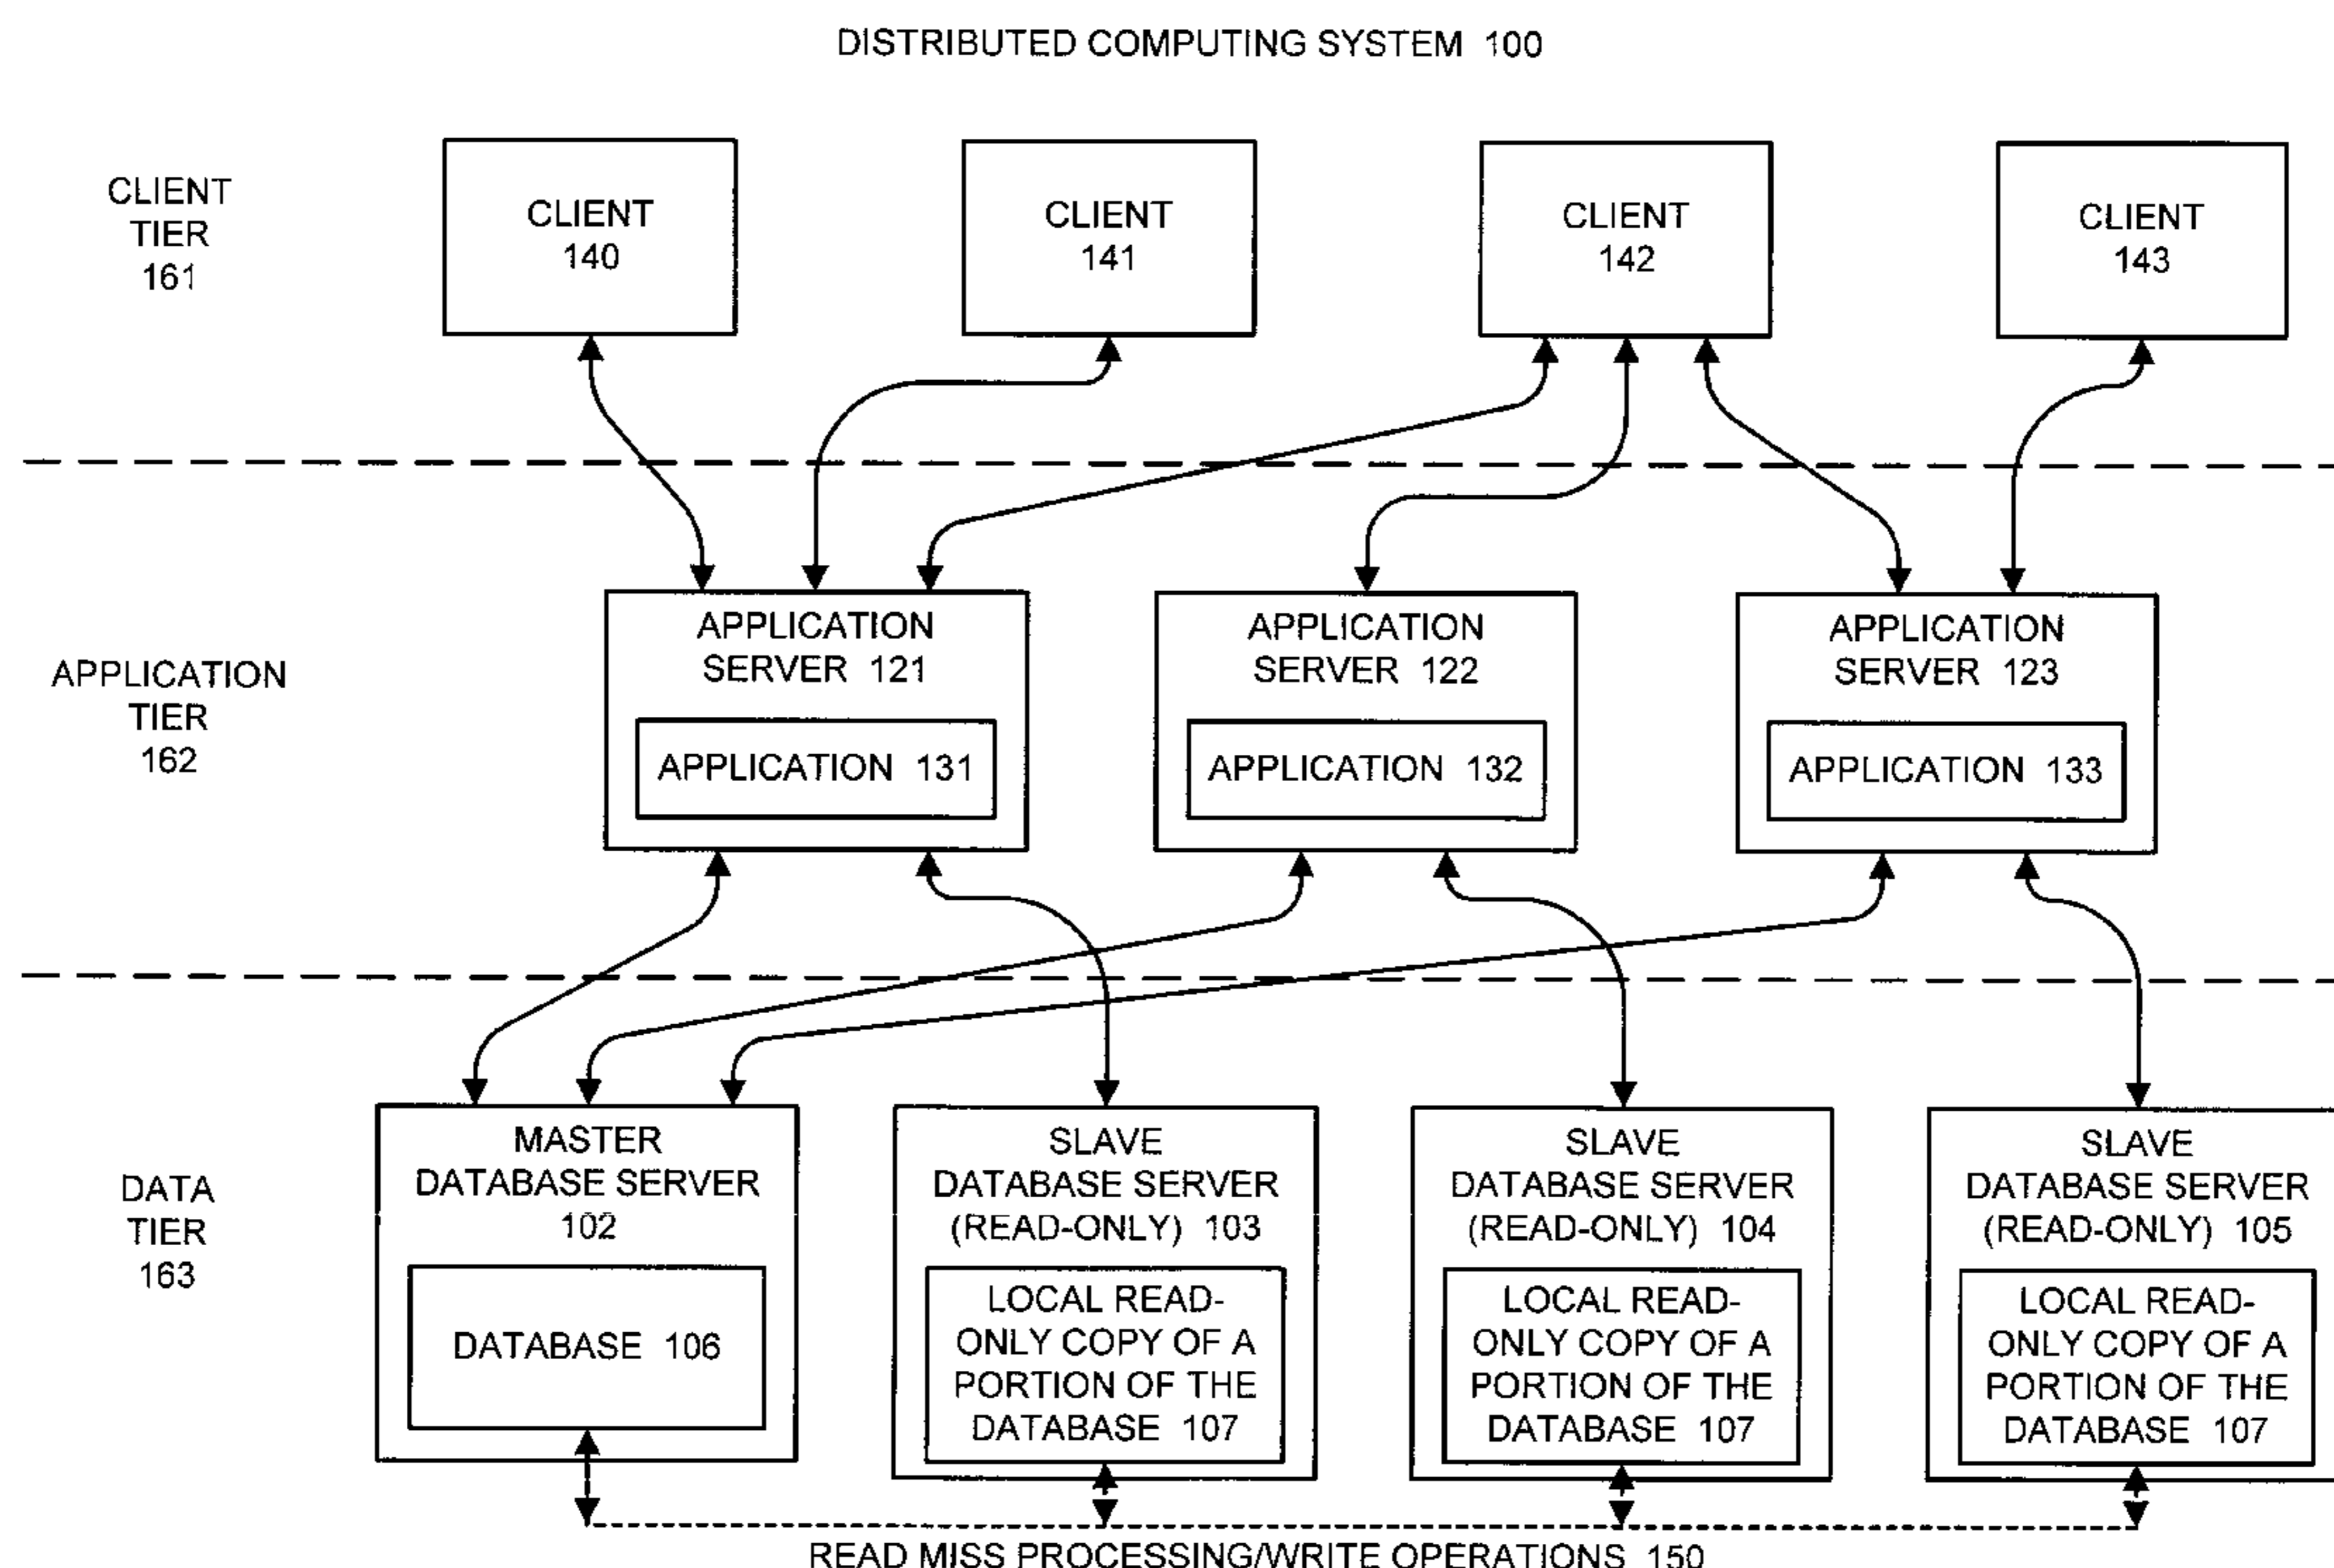 DISTRIBUTED COMPUTING SYSTEM 100
CLIENT
TIER
161
CLIENT
140
CLIENT
141
CLIENT
142
CLIENT
143
APPLICATION
TIER
162
APPLICATION
SERVER 121
APPLICATION 131
APPLICATION
SERVER 122
APPLICATION 132
APPLICATION
SERVER 123
APPLICATION 133
DATA
TIER
163
MASTER
DATABASE SERVER
102
DATABASE 106
SLAVE
DATABASE SERVER
(READ-ONLY) 103
LOCAL READ-
ONLY COPY OF A
PORTION OF THE
DATABASE 107
SLAVE
DATABASE SERVER
(READ-ONLY) 104
LOCAL READ-
ONLY COPY OF A
PORTION OF THE
DATABASE 107
SLAVE
DATABASE SERVER
(READ-ONLY) 105
LOCAL READ-
ONLY COPY OF A
PORTION OF THE
DATABASE 107
READ MISS PROCESSING/WRITE OPERATIONS 150